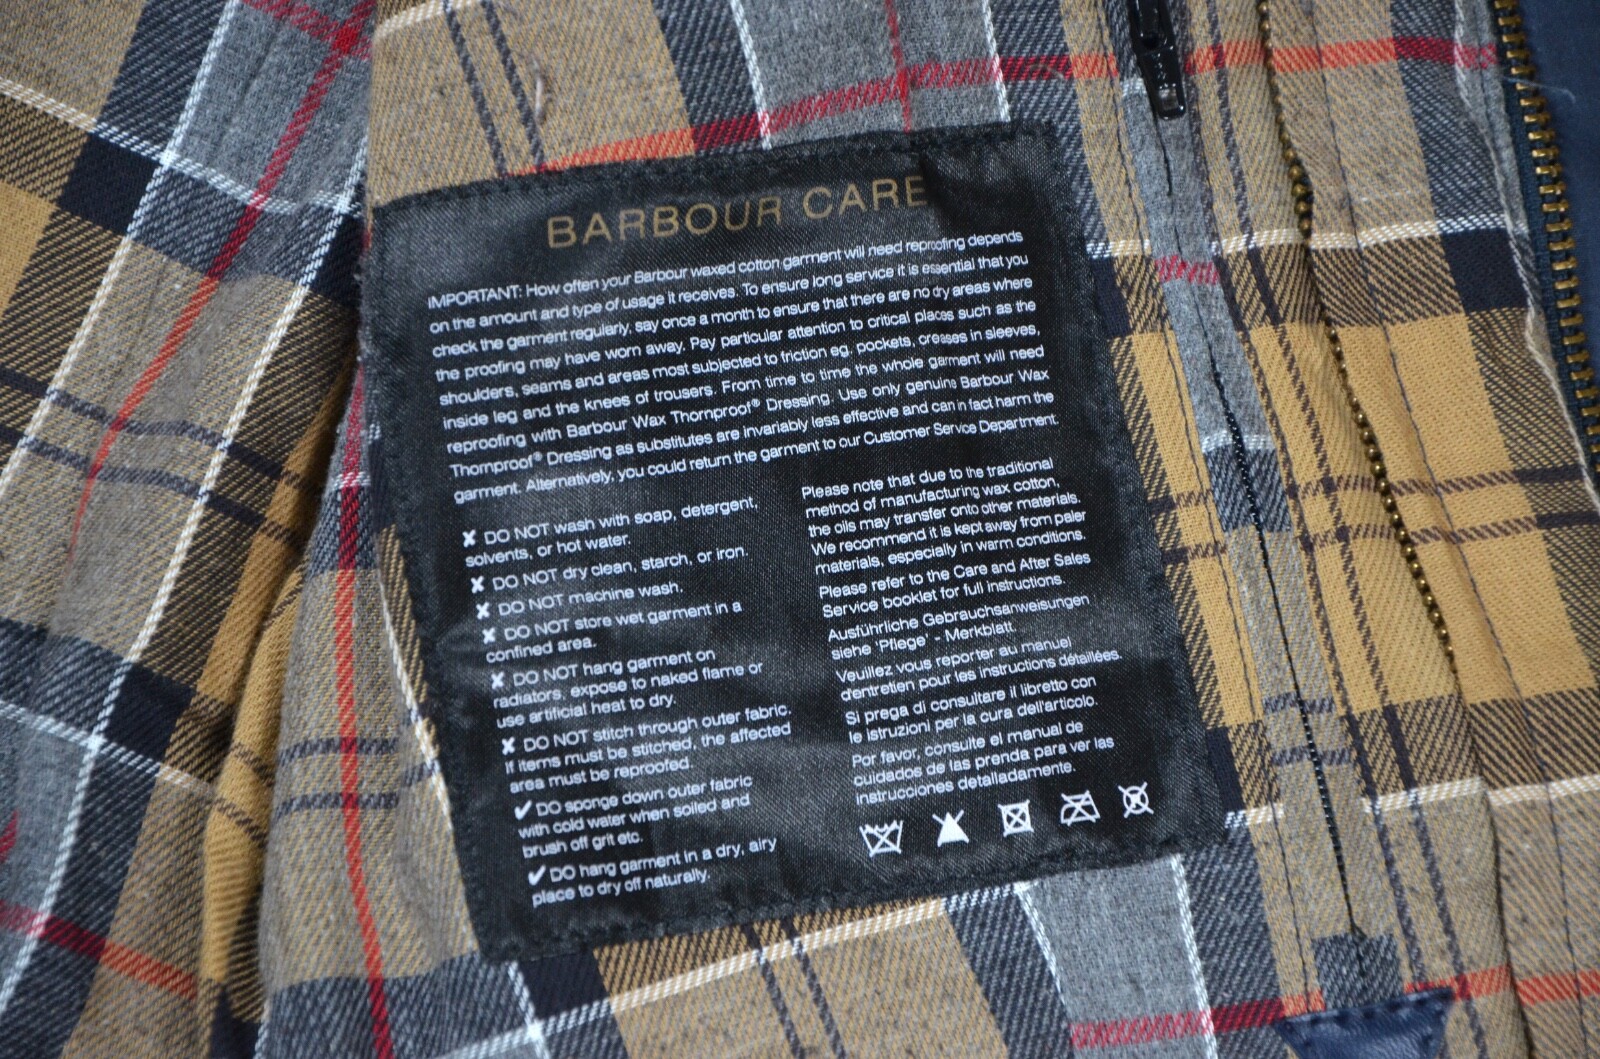 BARBOUR CARE
IMPORTANT: How often your Barbour waxed cotton garment will need reproofing depends
on the amount and type of usage it receives. To ensure long service it is essential that you
check the garment regularly, say once a month to ensure that there are no dry areas where
the proofing may have worn away. Pay particular attention to critical places such as the
shoulders, seams and areas most subjected to friction eg. pockets, creases in sleeves,
inside leg and the knees of trousers. From time to time the whole garment will need
reproofing with Barbour Wax Thornproof® Dressing. Use only genuine Barbour Wax
Thornproof® Dressing as substitutes are invariably less effective and can in fact harm the
garment. Alternatively, you could return the garment to our Customer Service Department.
✘ DO NOT wash with soap, detergent,
solvents, or hot water.
✘ DO NOT dry clean, starch, or iron.
✘ DO NOT machine wash.
✘ DO NOT store wet garment in a
confined area.
✘ DO NOT hang garment on
radiators, expose to naked flame or
use artificial heat to dry.
✘ DO NOT stitch through outer fabric.
If items must be stitched, the affected
area must be reproofed.
✔ DO sponge down outer fabric
with cold water when soiled and
brush off grit etc.
✔ DO hang garment in a dry, airy
place to dry off naturally.
Please note that due to the traditional
method of manufacturing wax cotton,
the oils may transfer onto other materials.
We recommend it is kept away from paler
materials, especially in warm conditions.
Please refer to the Care and After Sales
Service booklet for full instructions.
Ausführliche Gebrauchsanweisungen
siehe 'Pflege' - Merkblatt.
Veuillez vous reporter au manuel
d'entretien pour les instructions détaillées.
Si prega di consultare il libretto con
le istruzioni per la cura dell'articolo.
Por favor, consulte el manual de
cuidados de las prenda para ver las
instrucciones detalladamente.